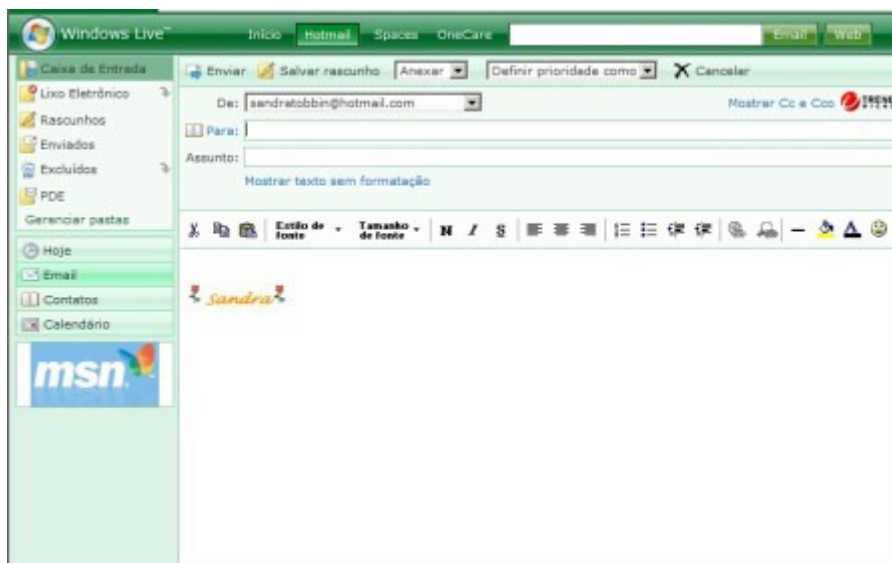 Windows Live™
Início Hotmail Spaces OneCare
Email Web
Caixa de Entrada
Lixo Eletrônico
Rascunhos
Enviados
Excluídos
PDE
Gerenciar pastas
Hoje
Email
Contatos
Calendário
msn
Enviar Salvar rascunho Anexar Definir prioridade como Cancelar
De: sandratobbin@hotmail.com Mostrar Cc e Cco
Para:
Assunto:
Mostrar texto sem formatação
Estilo de fonte Tamanho de fonte N I S
Sandra